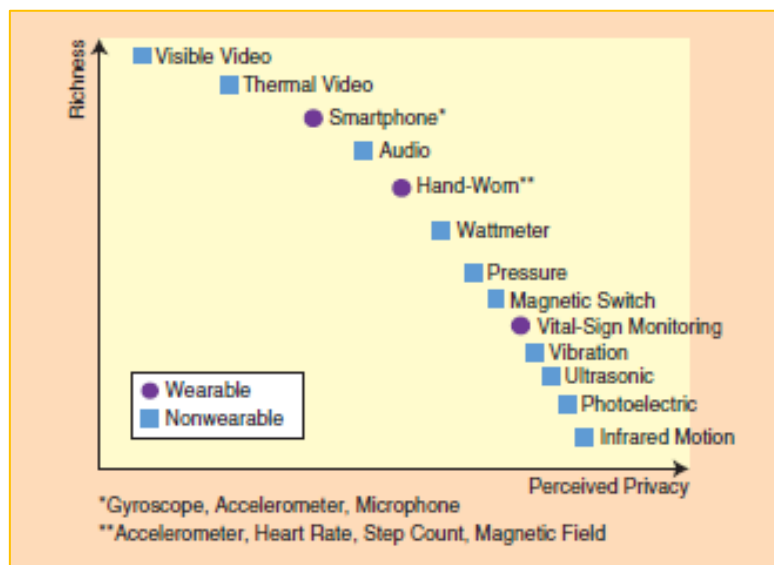 Richness
Visible Video
Thermal Video
Smartphone*
Audio
Hand-Worn**
Wattmeter
Pressure
Magnetic Switch
Vital-Sign Monitoring
Vibration
Ultrasonic
Photoelectric
Infrared Motion
Wearable
Nonwearable
Perceived Privacy
*Gyroscope, Accelerometer, Microphone
**Accelerometer, Heart Rate, Step Count, Magnetic Field